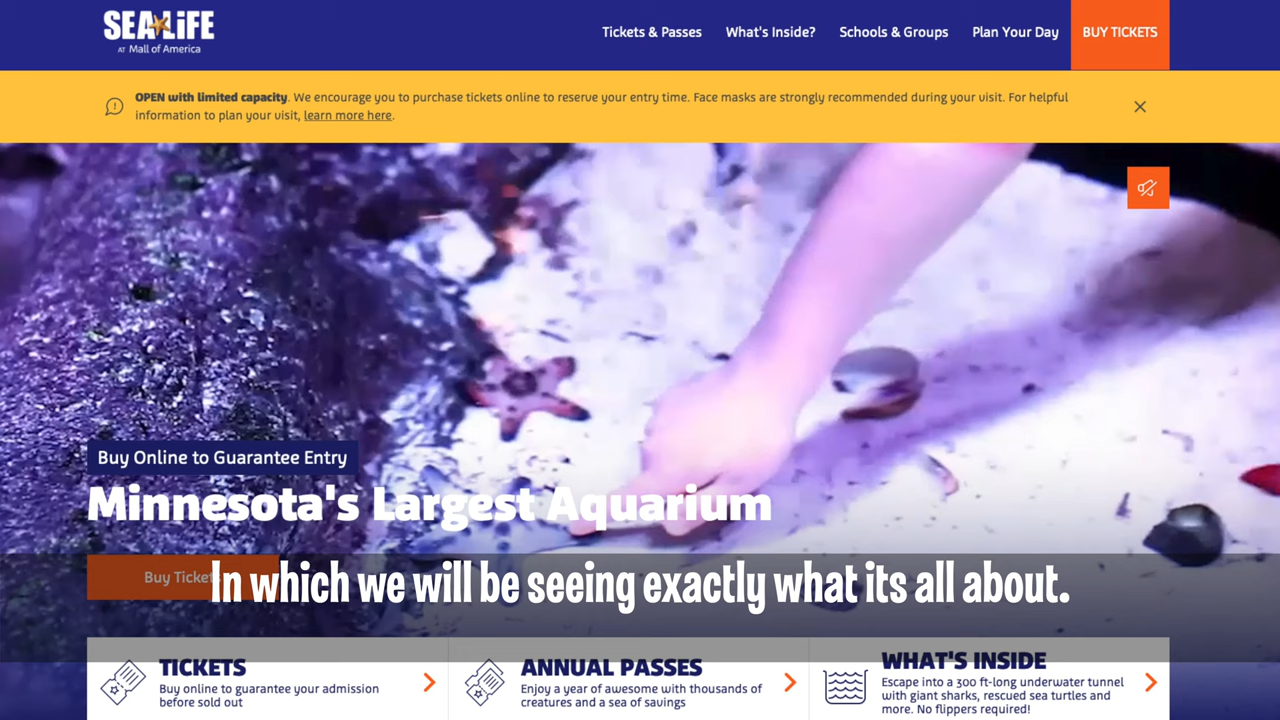 SEA LiFE
AT Mall of America
Tickets & Passes
What's Inside?
Schools & Groups
Plan Your Day
BUY TICKETS
OPEN with limited capacity. We encourage you to purchase tickets online to reserve your entry time. Face masks are strongly recommended during your visit. For helpful
information to plan your visit, learn more here.
Buy Online to Guarantee Entry
Minnesota's Largest Aquarium
Buy Ticket
In which we will be seeing exactly what its all about.
TICKETS
Buy online to guarantee your admission
before sold out
ANNUAL PASSES
Enjoy a year of awesome with thousands of
creatures and a sea of savings
WHAT'S INSIDE
Escape into a 300 ft-long underwater tunnel
with giant sharks, rescued sea turtles and
more. No flippers required!